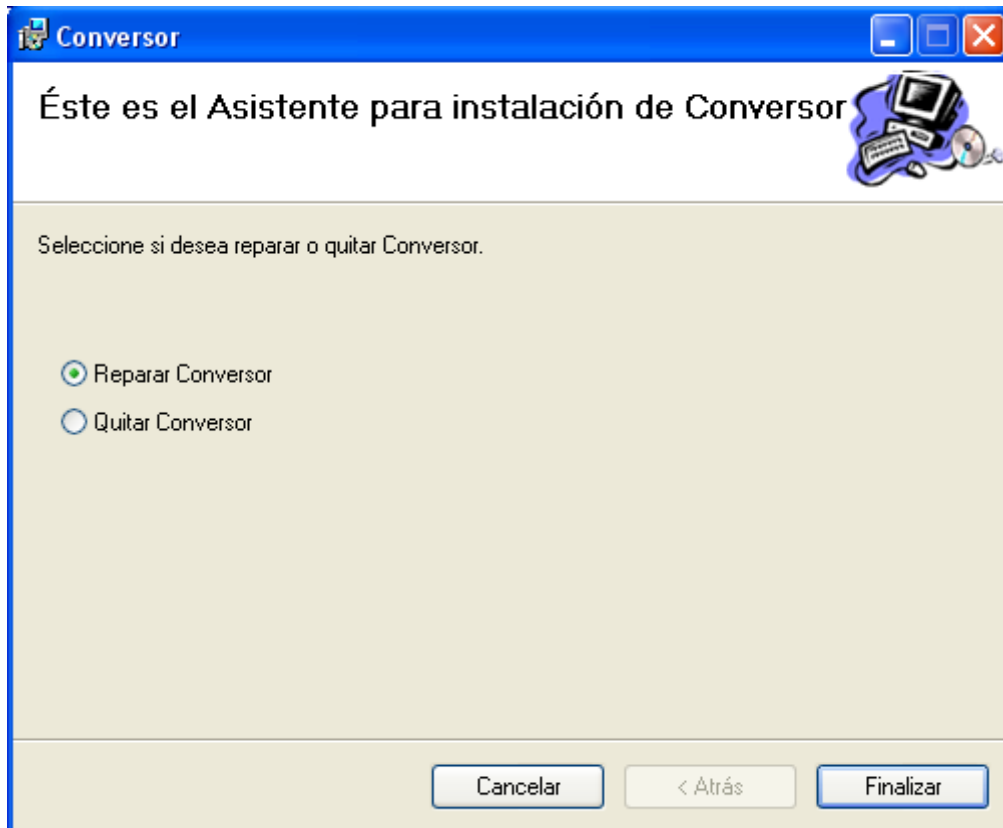 Conversor
Éste es el Asistente para instalación de Conversor
Seleccione si desea reparar o quitar Conversor.
Reparar Conversor
Quitar Conversor
Cancelar
< Atrás
Finalizar